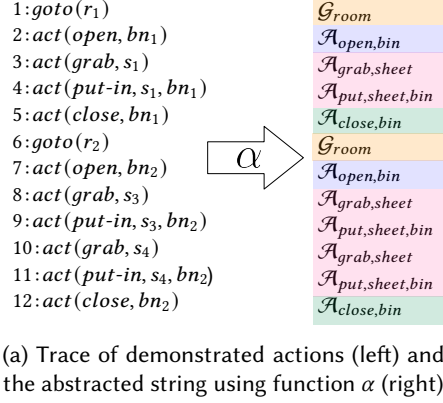 1:goto(r₁)
2:act(open, bn₁)
3:act(grab, s₁)
4:act(put-in, s₁, bn₁)
5:act(close, bn₁)
6:goto(r₂)
7:act(open, bn₂)
8:act(grab, s₃)
9:act(put-in, s₃, bn₂)
10:act(grab, s₄)
11:act(put-in, s₄, bn₂)
12:act(close, bn₂)
α
𝒢room
𝒜open,bin
𝒜grab,sheet
𝒜put,sheet,bin
𝒜close,bin
𝒢room
𝒜open,bin
𝒜grab,sheet
𝒜put,sheet,bin
𝒜grab,sheet
𝒜put,sheet,bin
𝒜close,bin
(a) Trace of demonstrated actions (left) and
the abstracted string using function α (right)